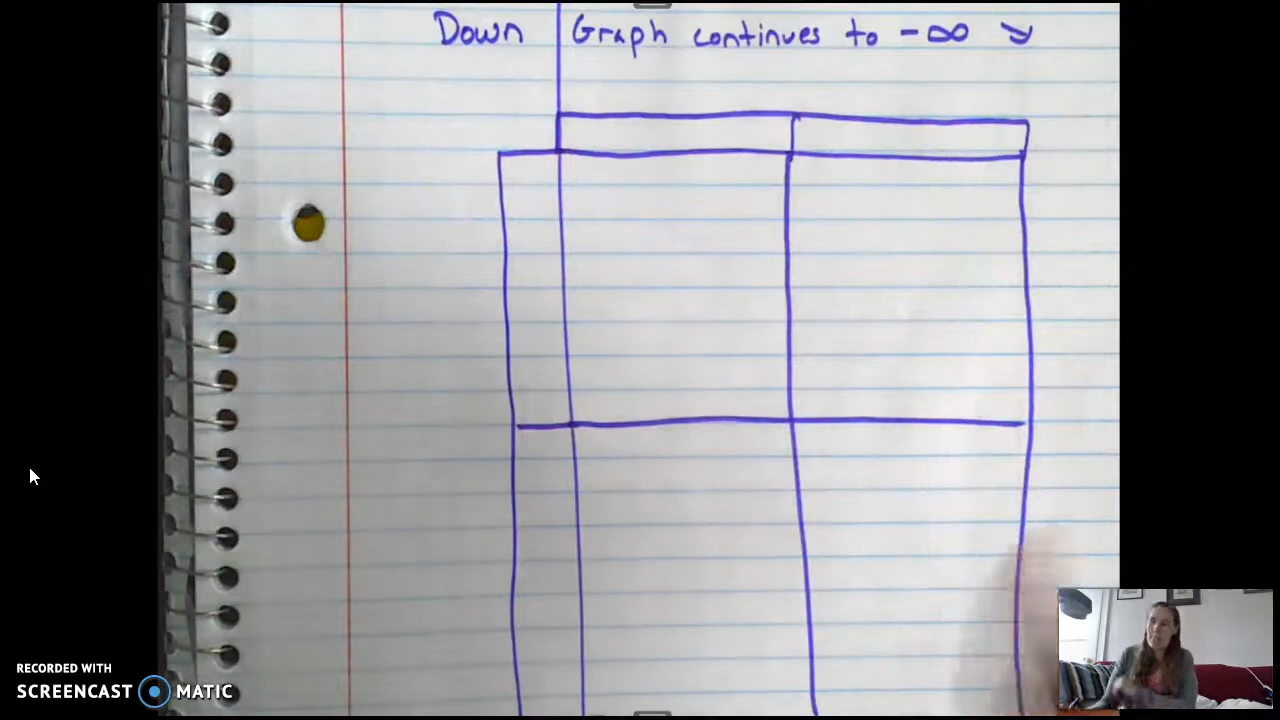 Down Graph continues to -∞ ↘
RECORDED WITH
SCREENCAST MATIC